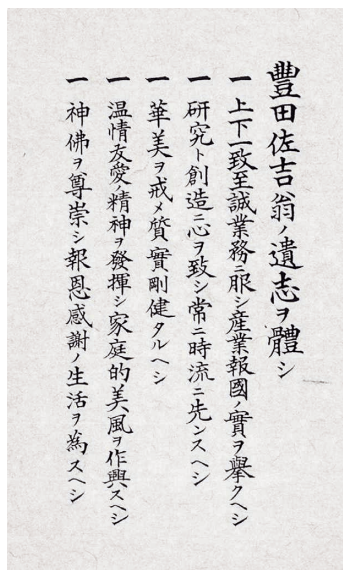 豐田佐吉翁ノ遺志ヲ體シ
一 上下一致至誠業務ニ服シ産業報國ノ實ヲ擧クヘシ
一 研究ト創造ニ心ヲ致シ常ニ時流ニ先ンスヘシ
一 華美ヲ戒メ質實剛健タルヘシ
一 温情友愛ノ精神ヲ發揮シ家庭的美風ヲ作興スヘシ
一 神佛ヲ尊崇シ報恩感謝ノ生活ヲ爲スヘシ